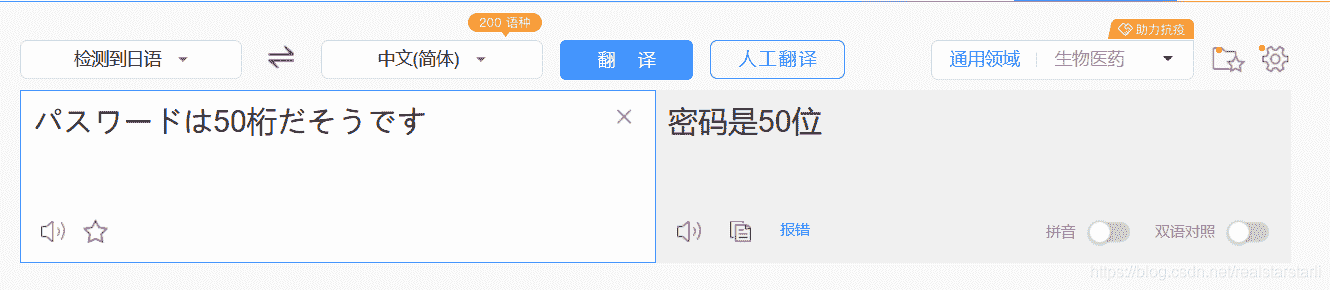 200 语种
助力抗疫
检测到日语
中文(简体)
翻 译
人工翻译
通用领域
生物医药
パスワードは50桁だそうです
密码是50位
报错
拼音
双语对照
https://blog.csdn.net/realstarstarli